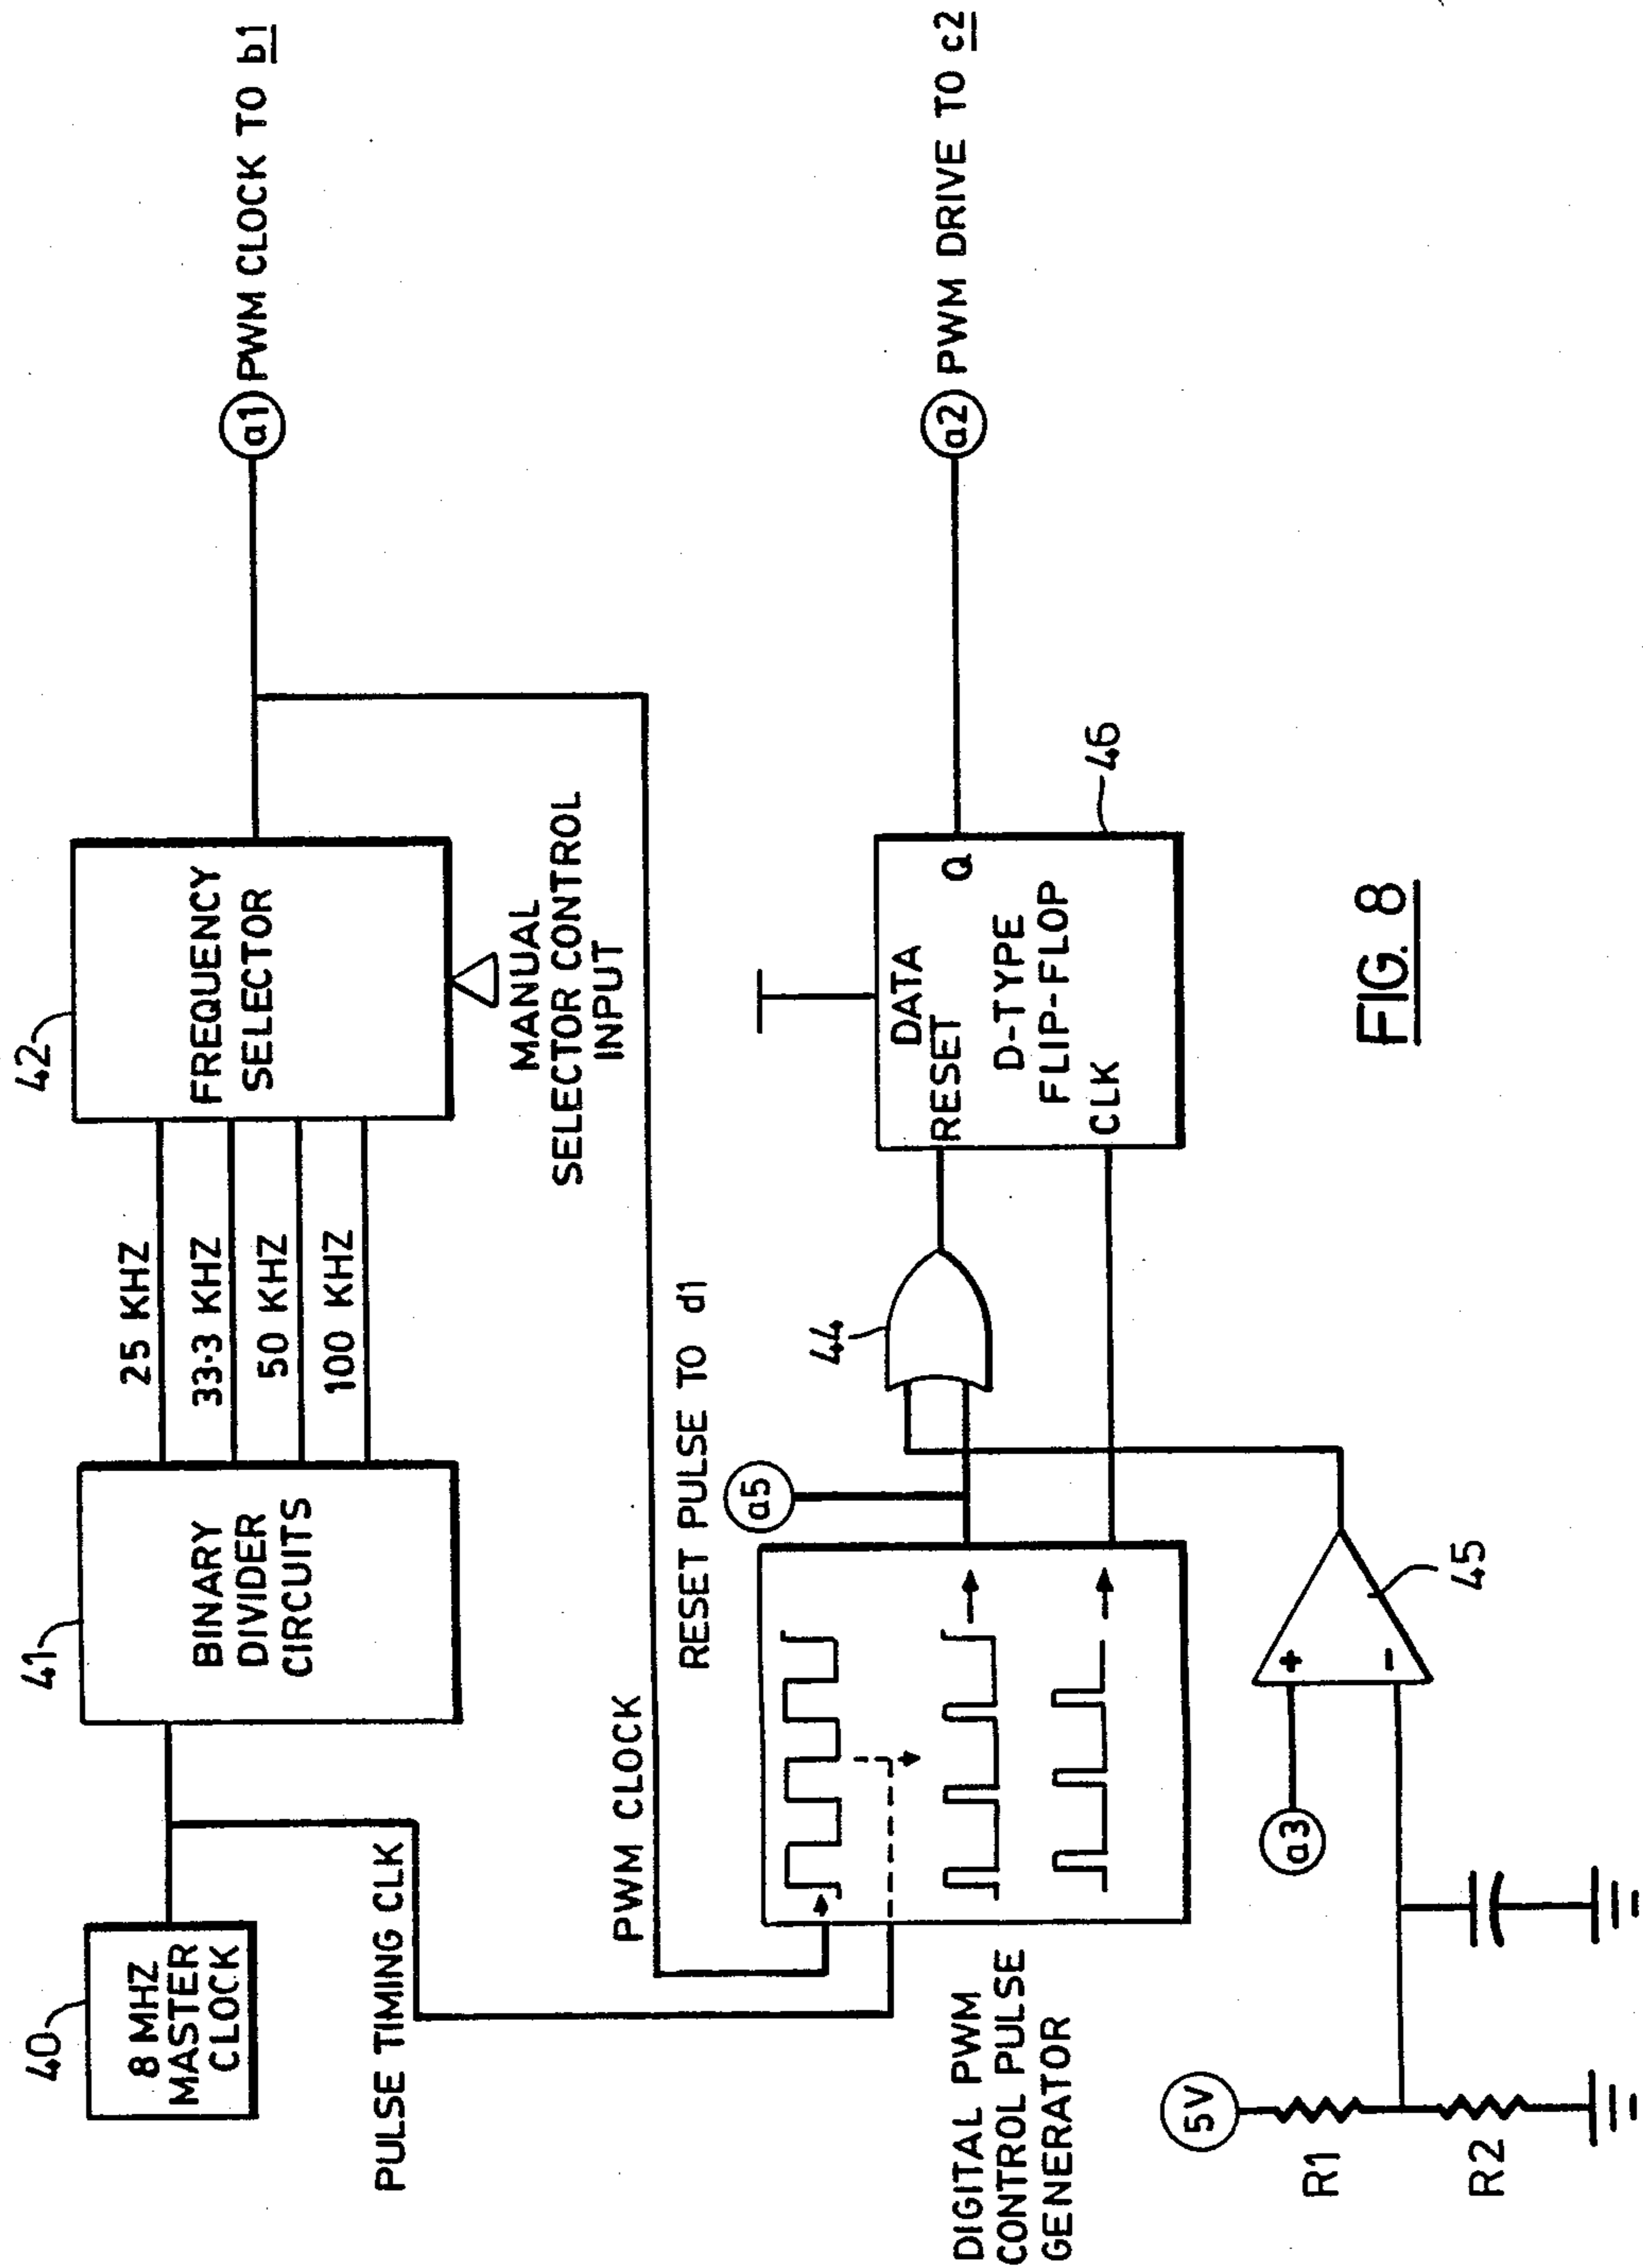 40
8 MHZ
MASTER
CLOCK
41
BINARY
DIVIDER
CIRCUITS
25 KHZ
33·3 KHZ
50 KHZ
100 KHZ
42
FREQUENCY
SELECTOR
MANUAL
SELECTOR CONTROL
INPUT
a1
PWM CLOCK TO b1
PULSE TIMING CLK
PWM CLOCK
RESET PULSE TO d1
a5
DIGITAL PWM
CONTROL PULSE
GENERATOR
44
DATA
RESET
Q
D-TYPE
FLIP-FLOP
CLK
46
a2
PWM DRIVE TO c2
5V
R1
R2
a3
+
-
45
FIG. 8